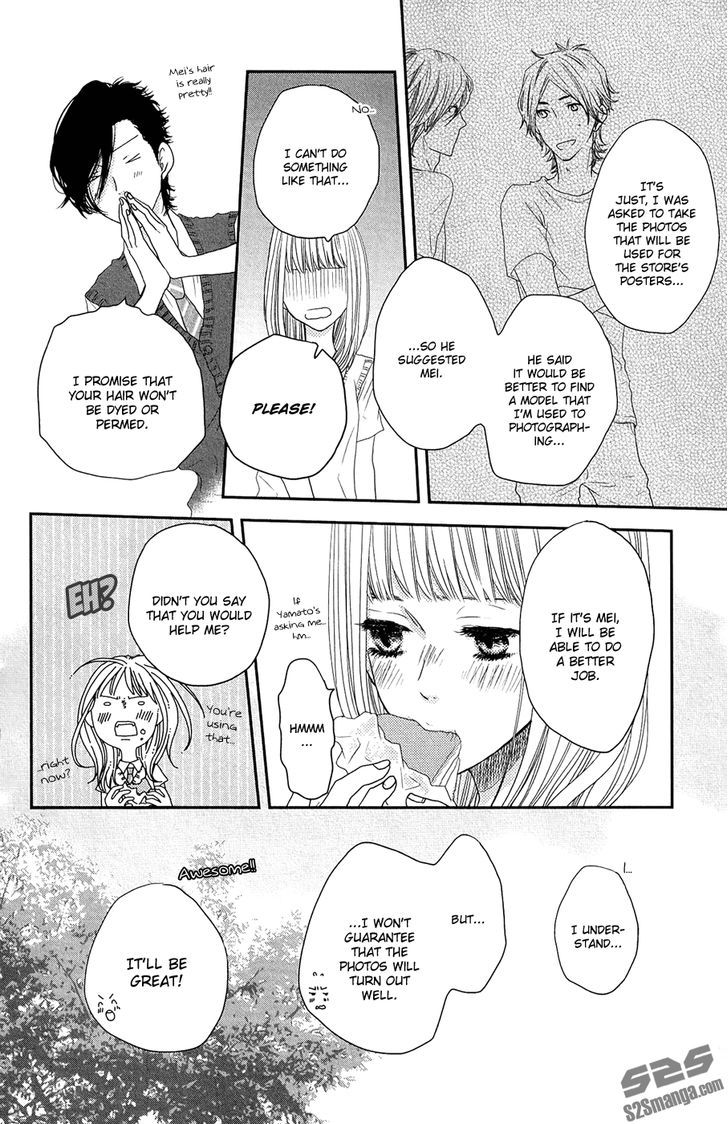 IT'S
JUST, I WAS
ASKED TO TAKE
THE PHOTOS
THAT WILL BE
USED
FOR THE STORE'S
POSTERS...
HE SAID
IT WOULD BE
BETTER TO FIND
A MODEL THAT
I'M USED TO
PHOTOGRAPH-
ING...
...SO HE
SUGGESTED
MEI.
No...
I CAN'T DO
SOMETHING
LIKE THAT...
PLEASE!
Mei's hair
is really
pretty!!
I PROMISE THAT
YOUR HAIR WON'T
BE DYED OR
PERMED.
IF IT'S MEI,
I WILL BE
ABLE TO DO
A BETTER
JOB.
If
Yamato's
asking me...
hm...
HMMM
...
DIDN'T YOU SAY
THAT YOU WOULD
HELP ME?
EH?
You're
using
that...
...right
now?
I...
I UNDER-
STAND...
BUT...
...I WON'T
GUARANTEE
THAT THE
PHOTOS WILL
TURN OUT
WELL.
Awesome!!
IT'LL BE
GREAT!
S2S
S2Smanga.com